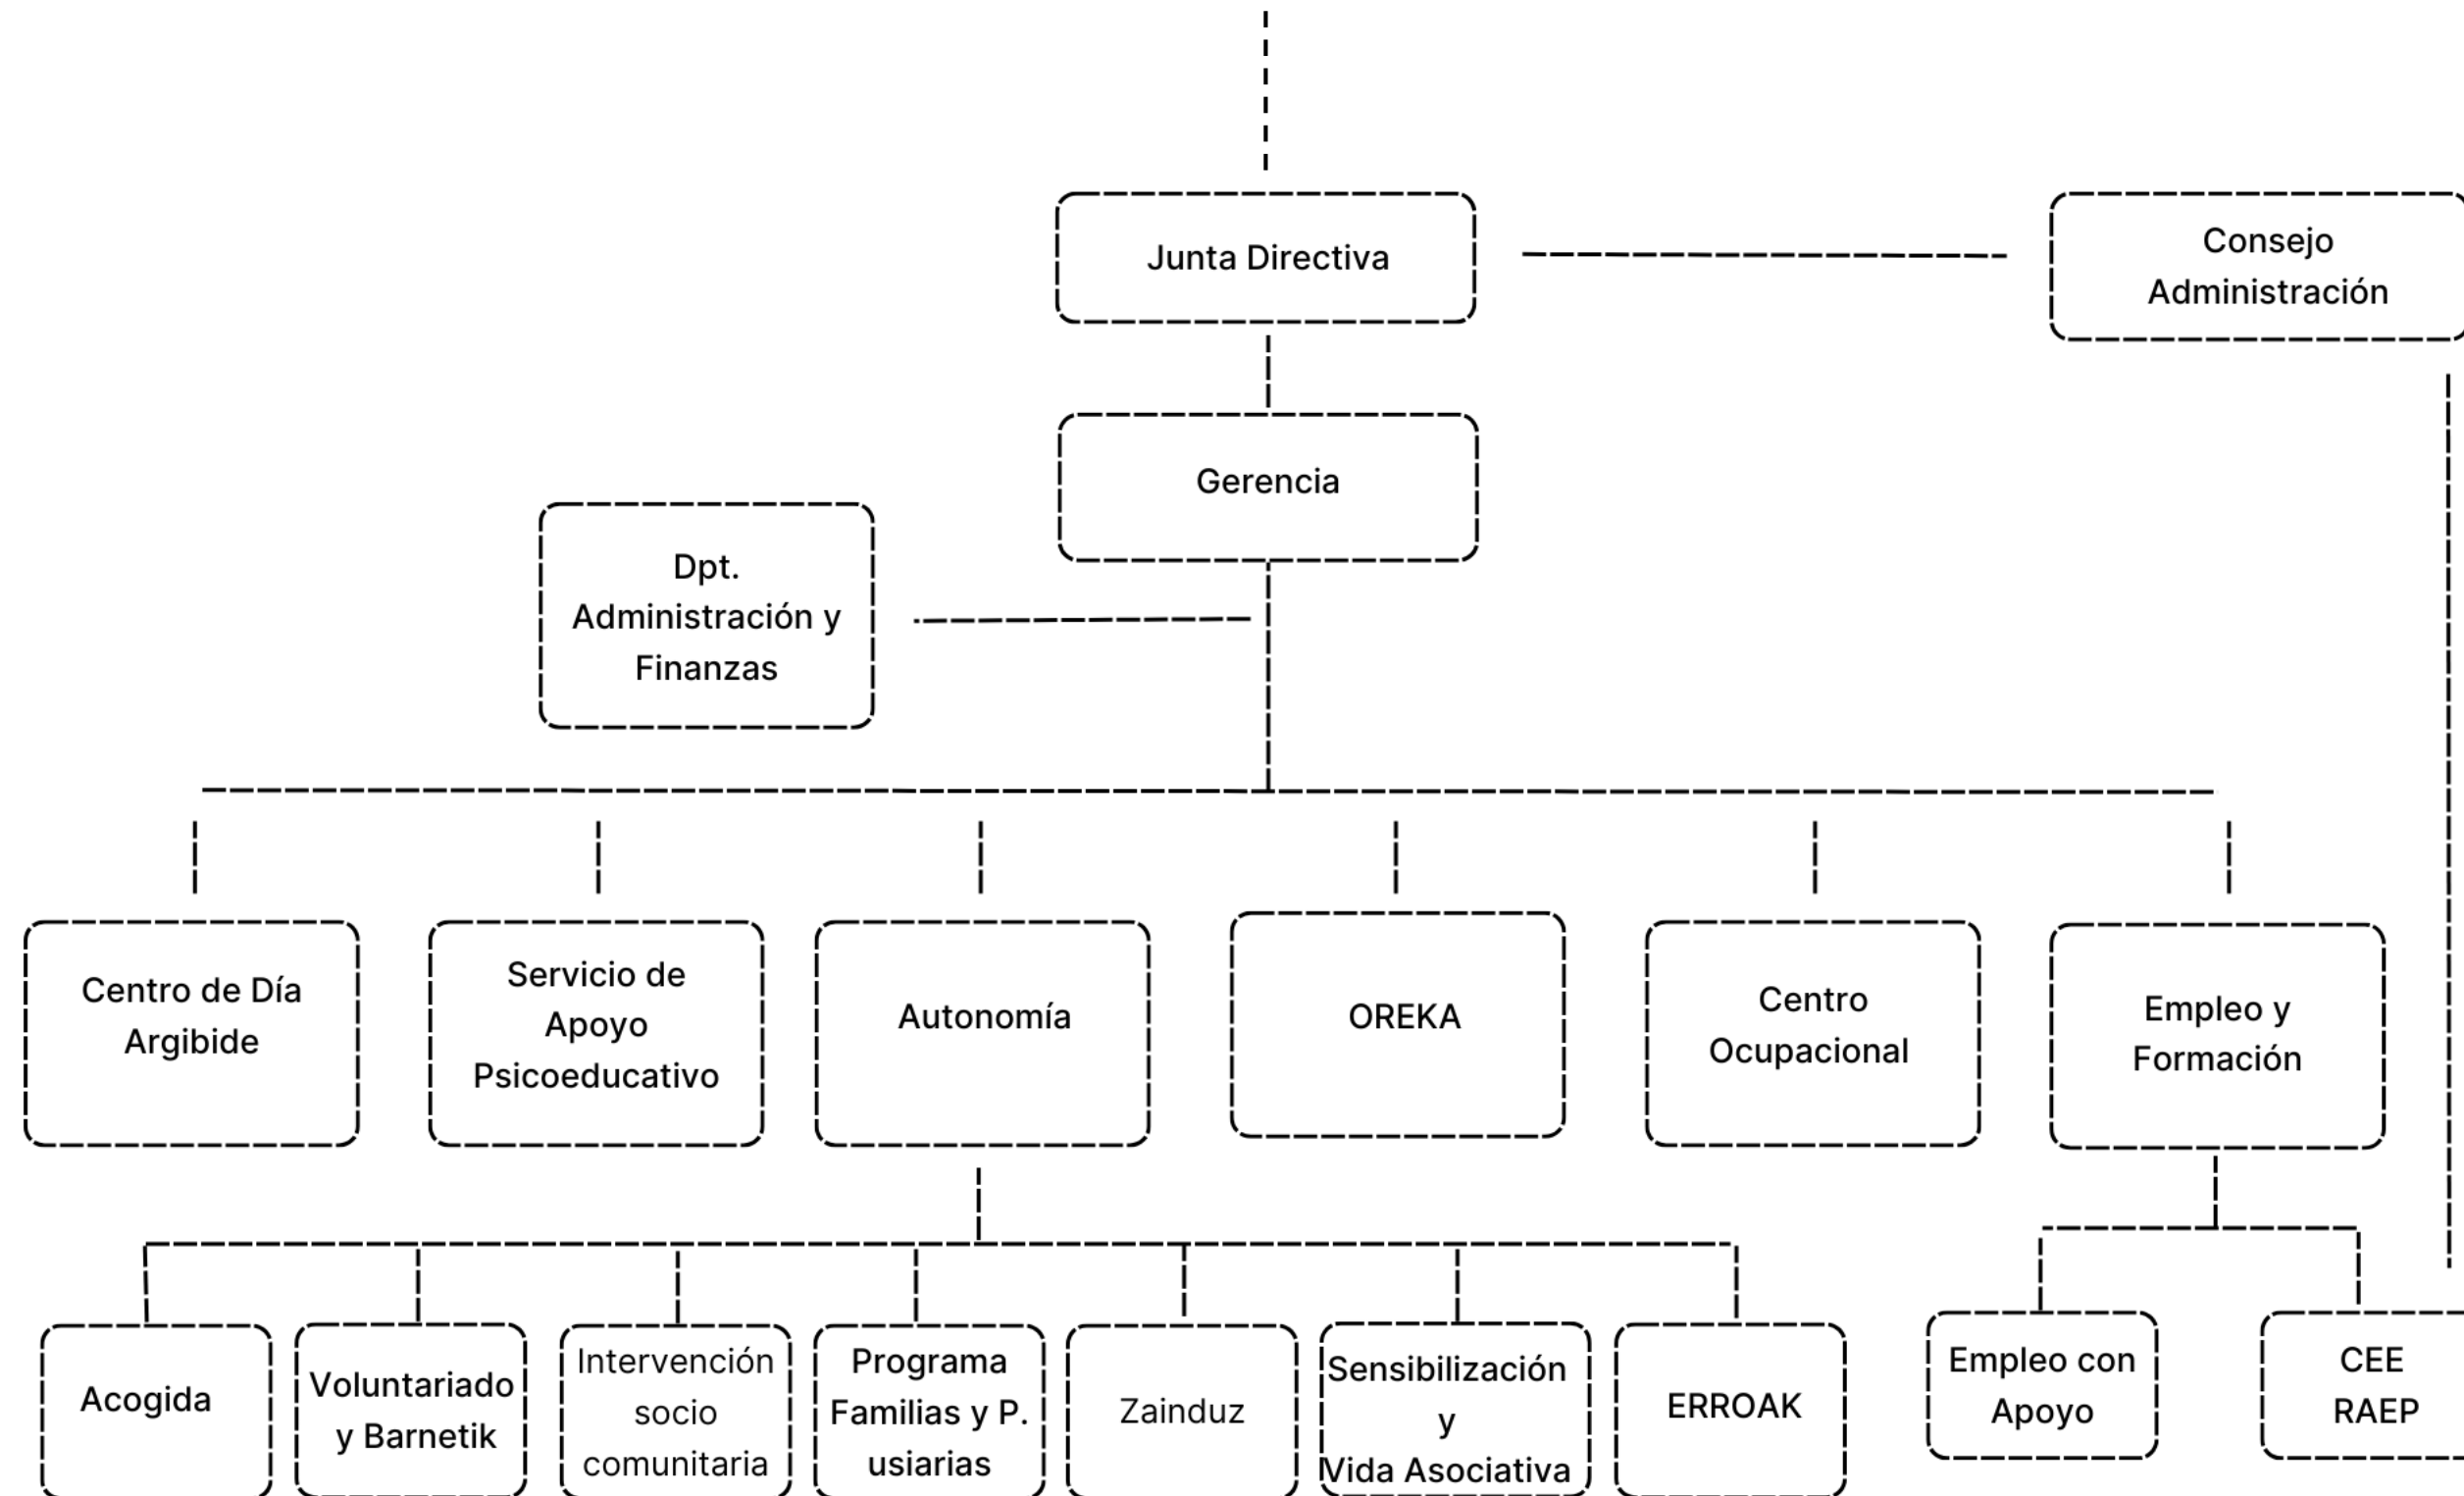 Junta Directiva
Consejo
Administración
Gerencia
Dpt.
Administración y
Finanzas
Centro de Día
Argibide
Servicio de
Apoyo
Psicoeducativo
Autonomía
OREKA
Centro
Ocupacional
Empleo y
Formación
Acogida
Voluntariado
y Barnetik
Intervención
socio
comunitaria
Programa
Familias y P.
usiarias
Zainduz
Sensibilización
y
Vida Asociativa
ERROAK
Empleo con
Apoyo
CEE
RAEP